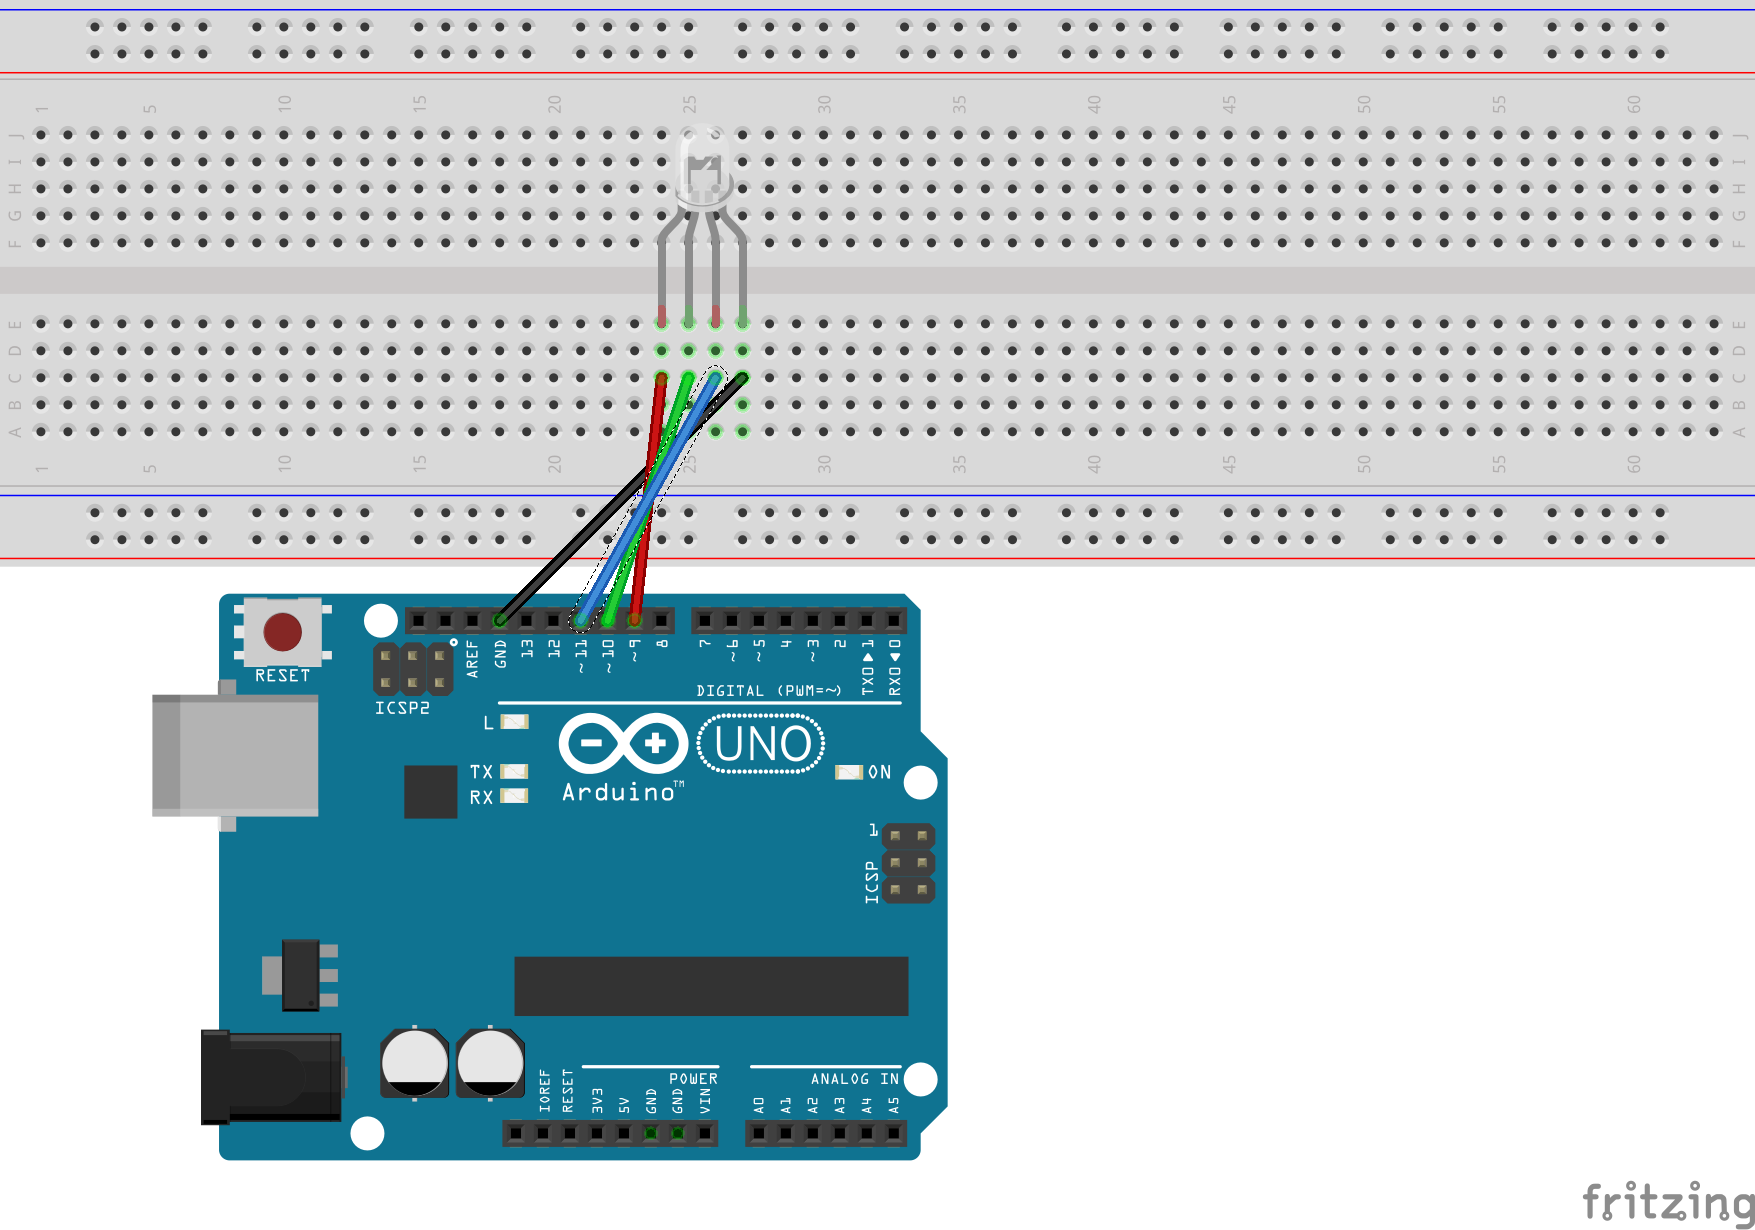 1 5 10 15 20 25 30 35 40 45 50 55 60
J J
I I
H H
G G
F F
E E
D D
C C
B B
A A
1 5 10 15 20 25 30 35 40 45 50 55 60
RESET
ICSP2
AREF GND 13 12 ~11 ~10 ~9 8 7 ~6 ~5 4 ~3 2 TX0▶1 RX0◀0
DIGITAL (PWM=~)
L
TX
RX
UNO
Arduino™
ON
1
ICSP
POWER
ANALOG IN
IOREF RESET 3V3 5V GND GND VIN A0 A1 A2 A3 A4 A5
fritzing